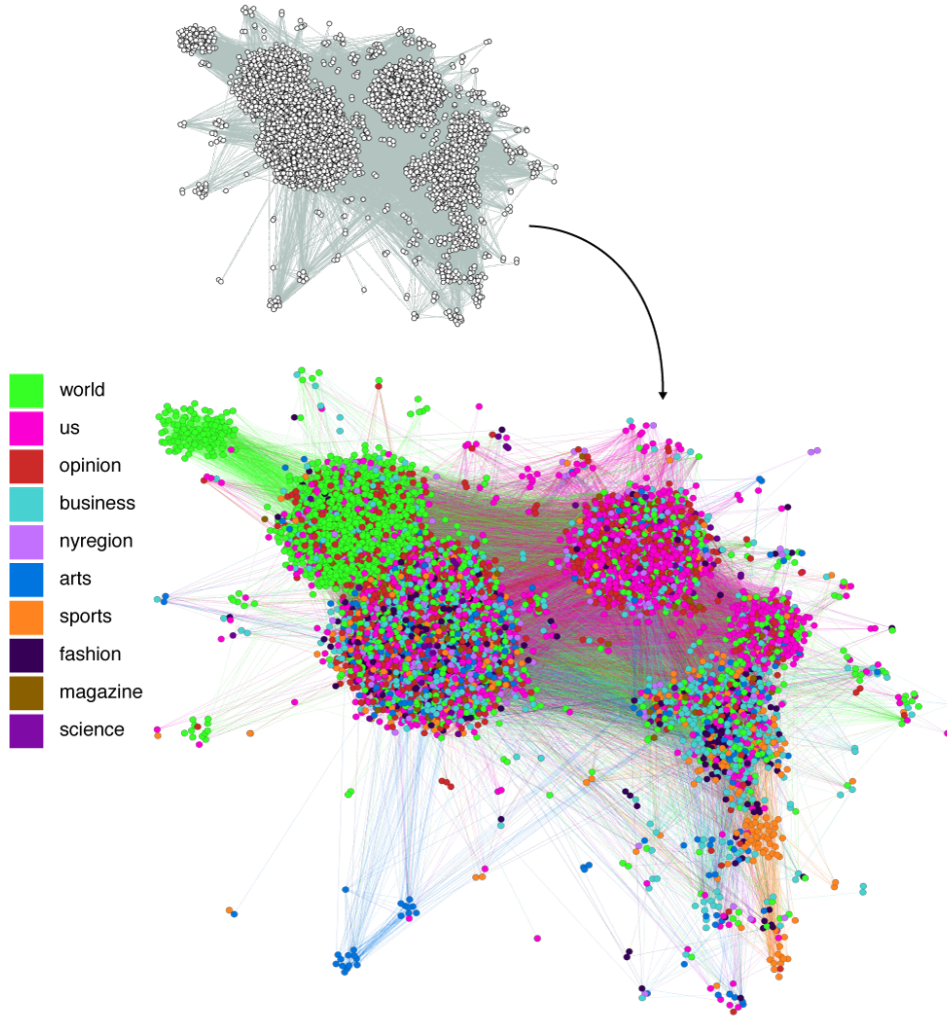 world
us
opinion
business
nyregion
arts
sports
fashion
magazine
science